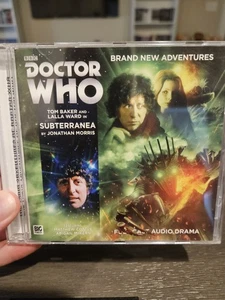 BBC
DOCTOR
WHO
BRAND NEW ADVENTURES
TOM BAKER AND
LALLA WARD IN
SUBTERRANEA
BY JONATHAN MORRIS
AUDIO DRAMA